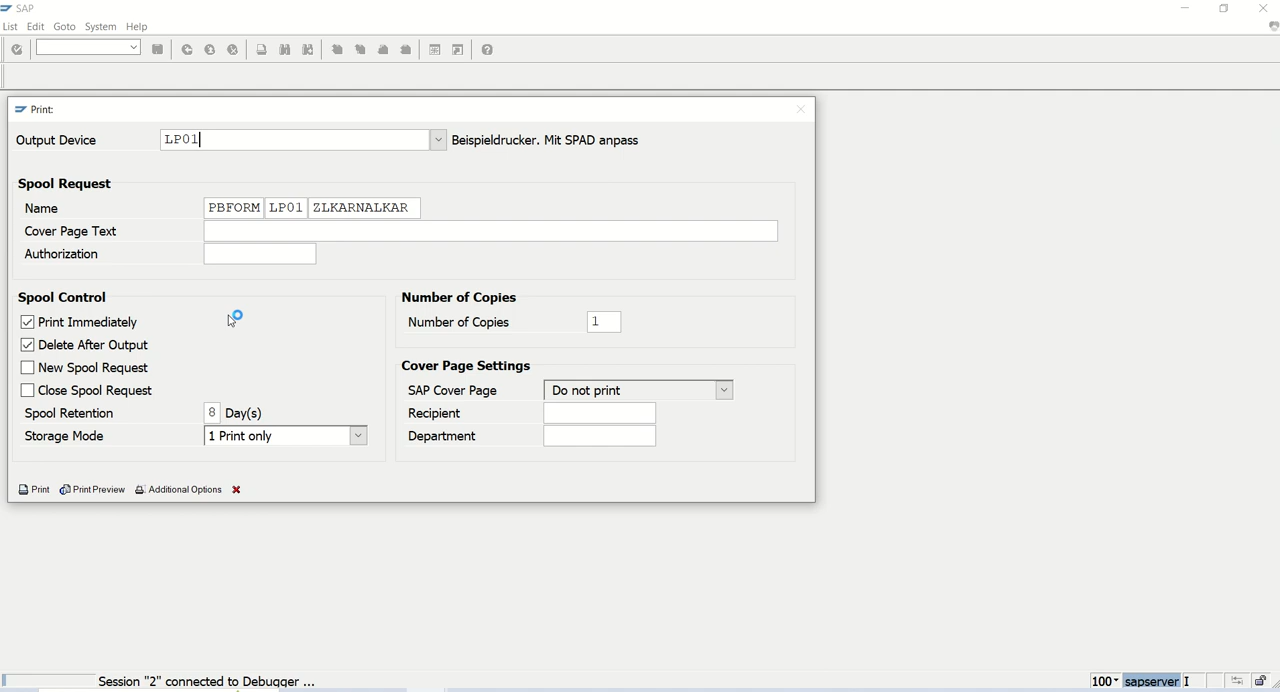 SAP
List Edit Goto System Help
Print:
Output Device LP01 Beispieldrucker. Mit SPAD anpass
Spool Request
Name PBFORM LP01 ZLKARNALKAR
Cover Page Text
Authorization
Spool Control
Print Immediately
Delete After Output
New Spool Request
Close Spool Request
Spool Retention 8 Day(s)
Storage Mode 1 Print only
Number of Copies
Number of Copies 1
Cover Page Settings
SAP Cover Page Do not print
Recipient
Department
Print Print Preview Additional Options
Session "2" connected to Debugger ... 100 sapserver I